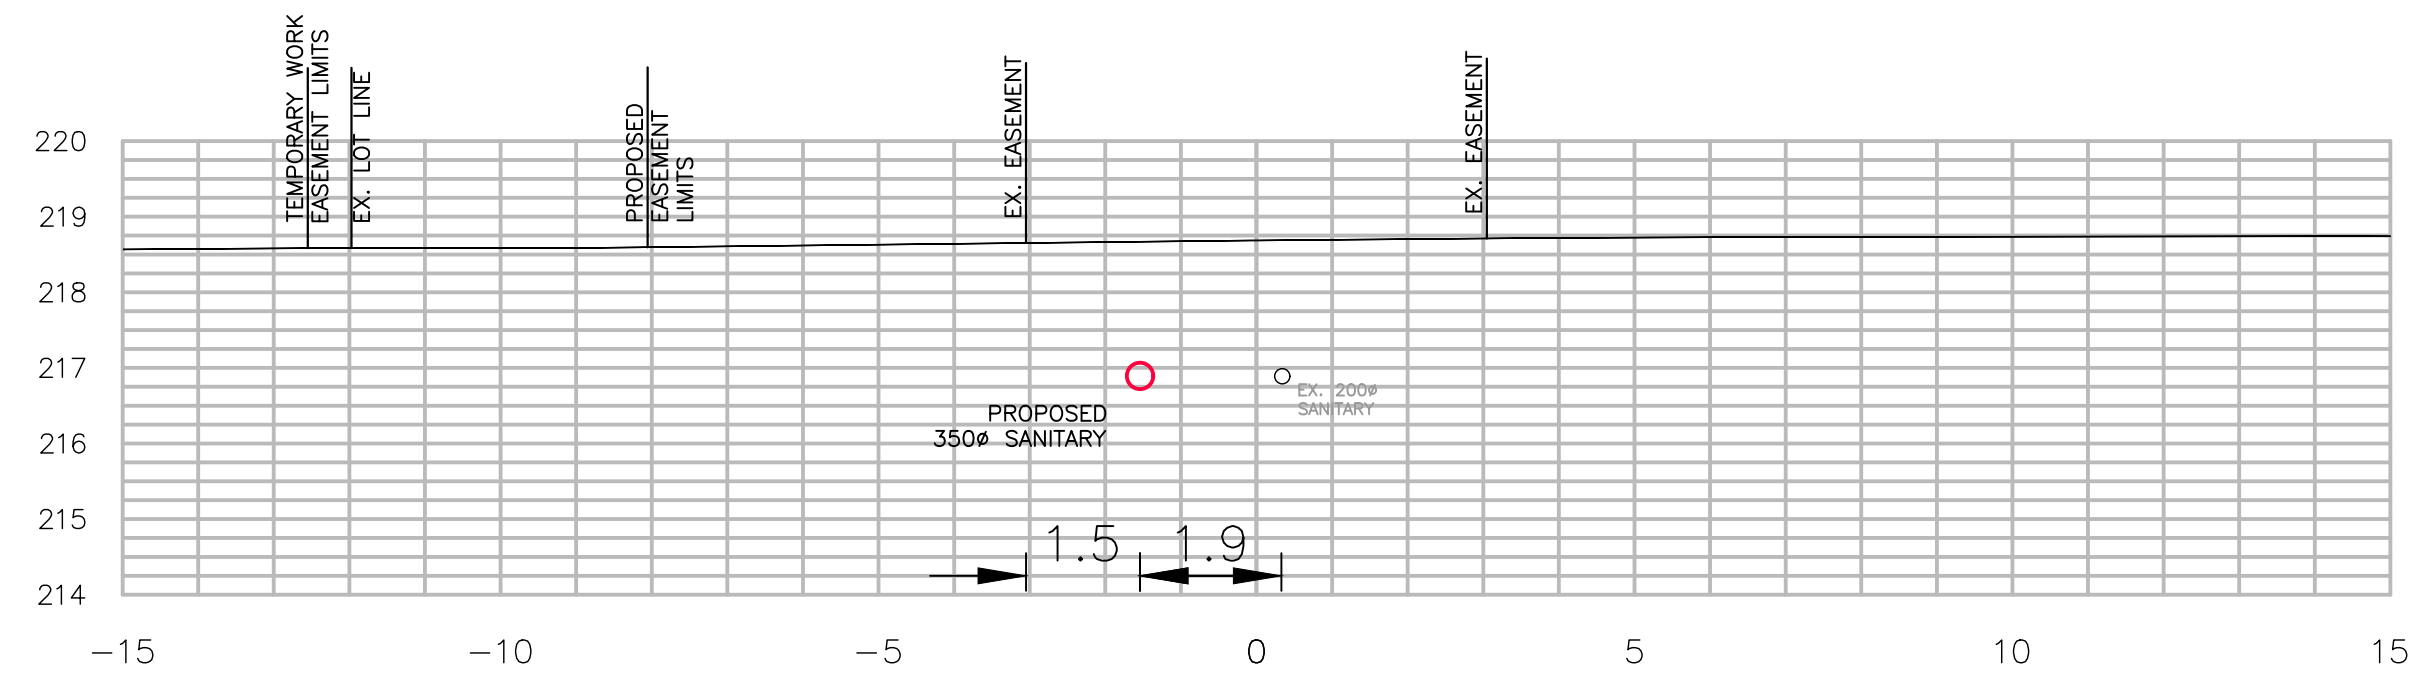 TEMPORARY WORK
EASEMENT LIMITS
EX. LOT LINE
PROPOSED
EASEMENT
LIMITS
EX. EASEMENT
EX. EASEMENT
220
219
218
217
216
215
214
PROPOSED
350ø SANITARY
EX. 200ø
SANITARY
1.5
1.9
-15
-10
-5
0
5
10
15